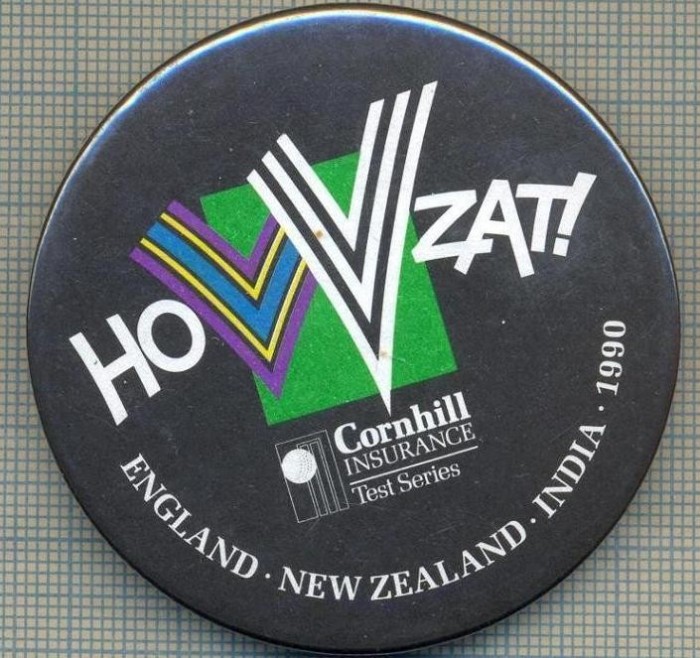 HOWZAT!
Cornhill
INSURANCE
Test Series
ENGLAND · NEW ZEALAND · INDIA · 1990